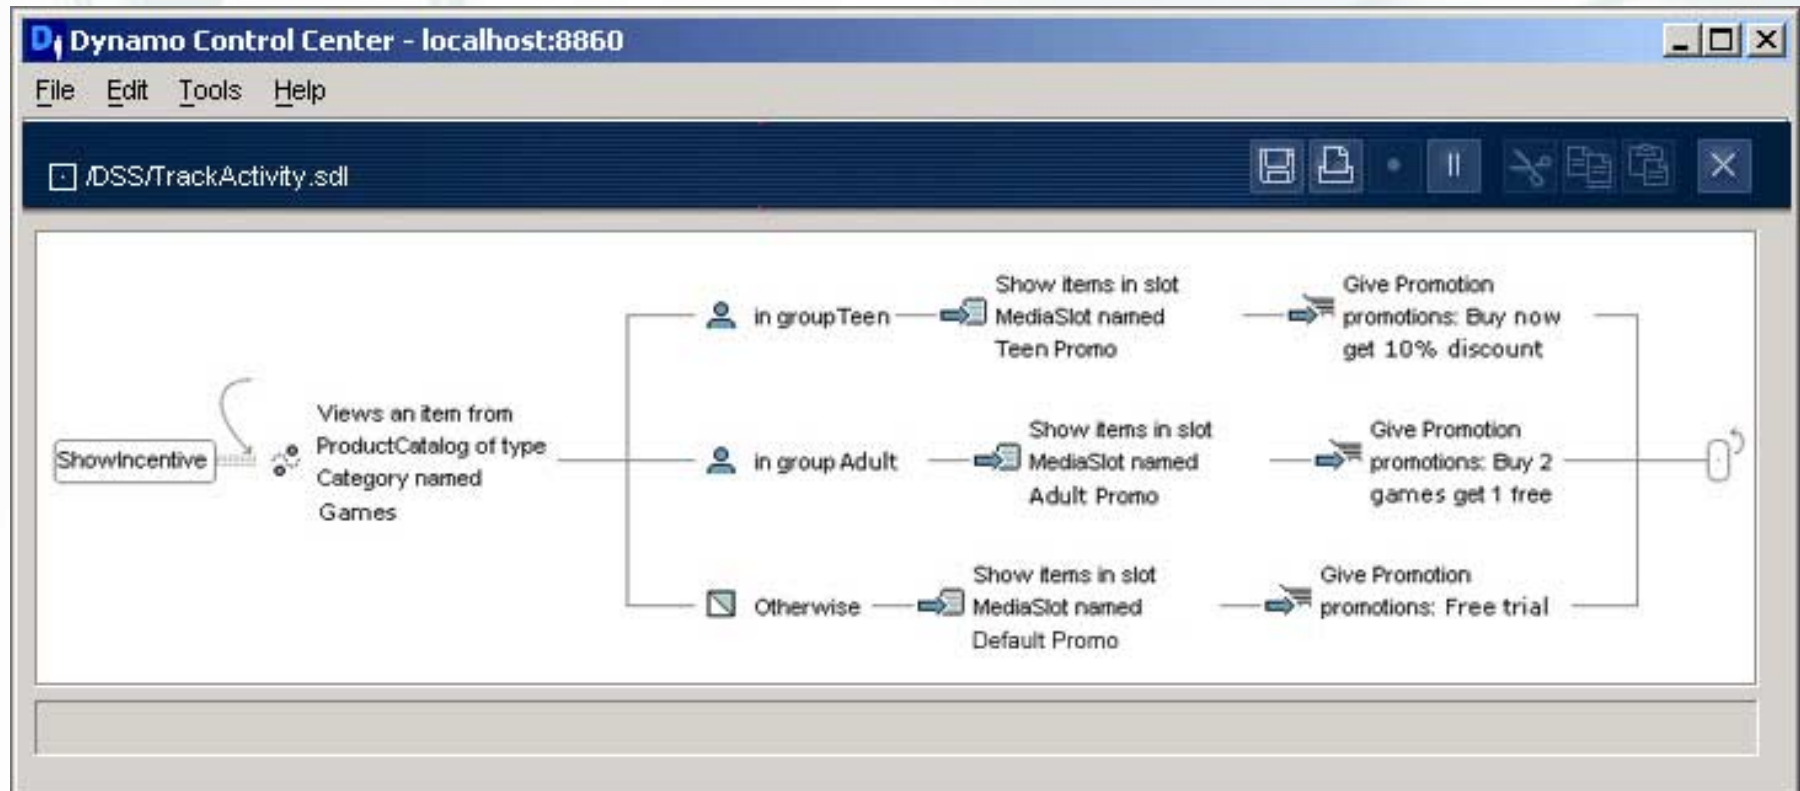 Dynamo Control Center - localhost:8860
File Edit Tools Help
/DSS/TrackActivity.sdl
ShowIncentive
Views an item from
ProductCatalog of type
Category named
Games
in group Teen
Show items in slot
MediaSlot named
Teen Promo
Give Promotion
promotions: Buy now
get 10% discount
in group Adult
Show items in slot
MediaSlot named
Adult Promo
Give Promotion
promotions: Buy 2
games get 1 free
Otherwise
Show items in slot
MediaSlot named
Default Promo
Give Promotion
promotions: Free trial